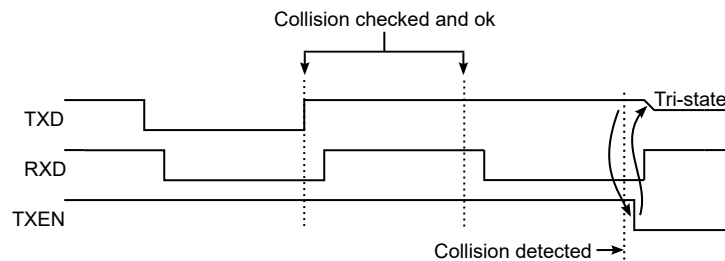 Collision checked and ok
Tri-state
TXD
RXD
TXEN
Collision detected